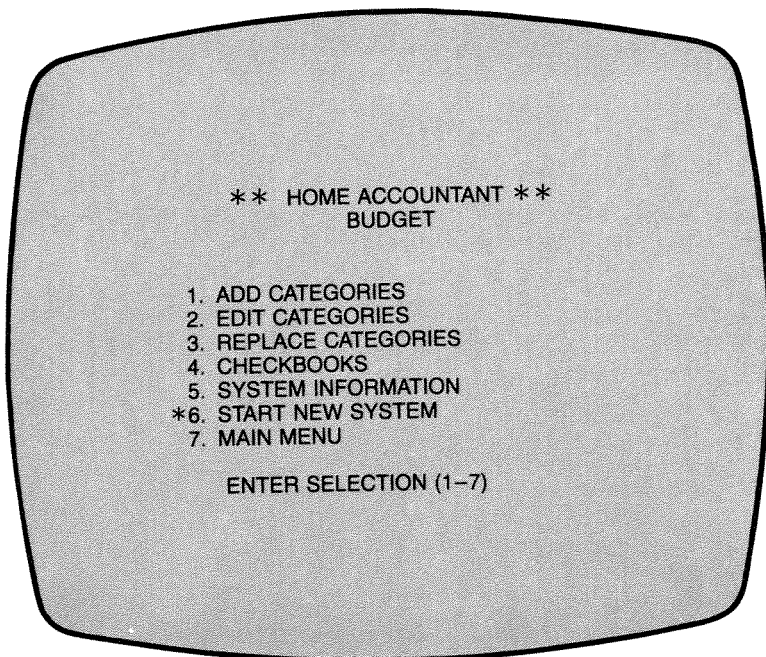 ** HOME ACCOUNTANT **
BUDGET
1. ADD CATEGORIES
2. EDIT CATEGORIES
3. REPLACE CATEGORIES
4. CHECKBOOKS
5. SYSTEM INFORMATION
*6. START NEW SYSTEM
7. MAIN MENU
ENTER SELECTION (1–7)